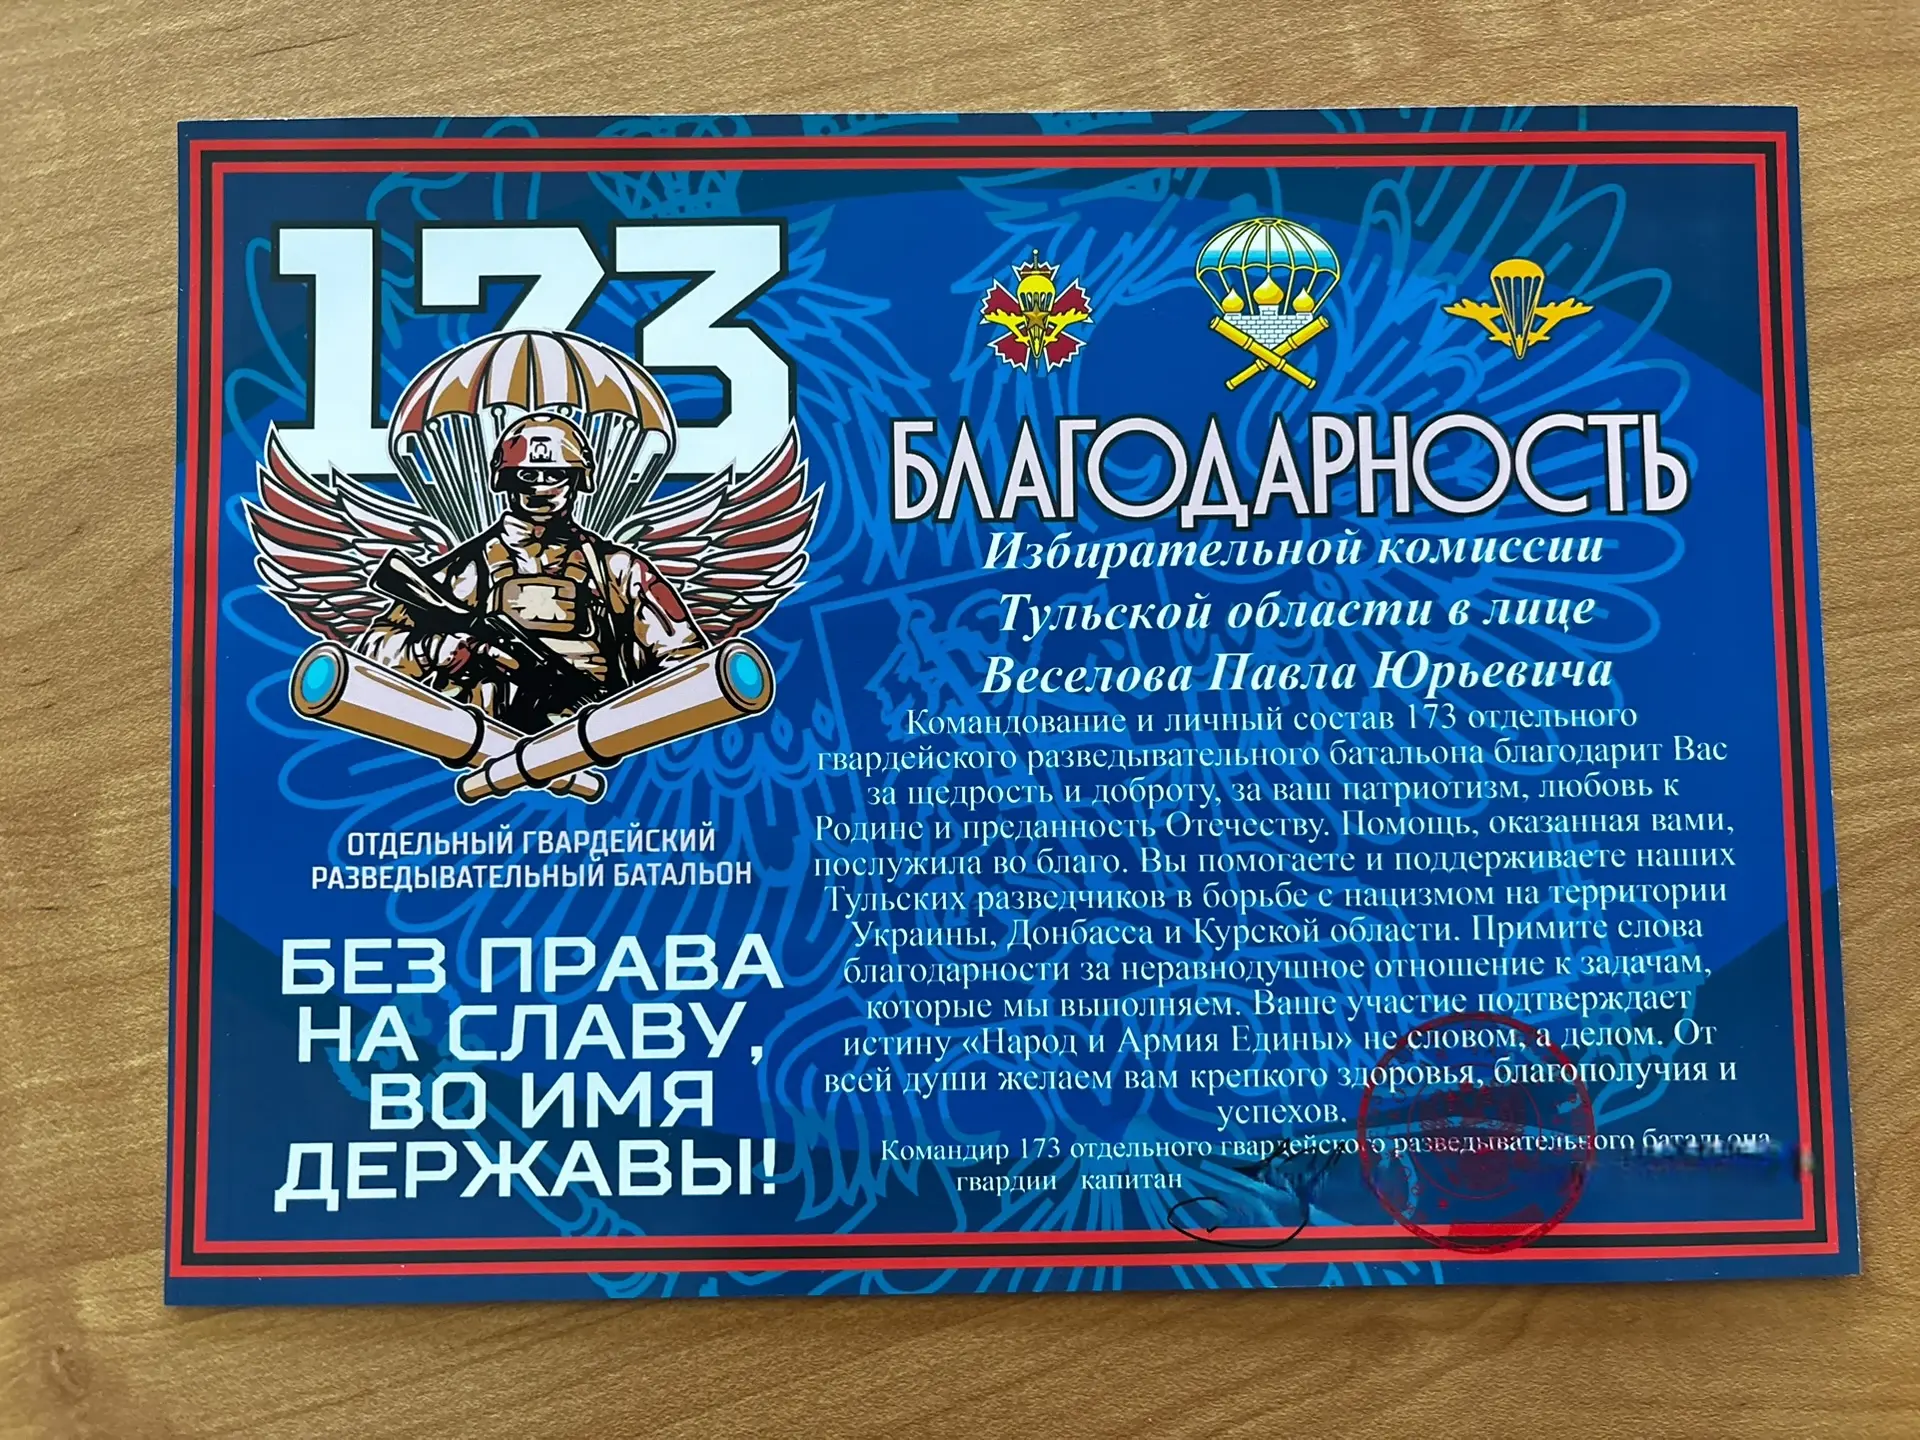 173
ОТДЕЛЬНЫЙ ГВАРДЕЙСКИЙ
РАЗВЕДЫВАТЕЛЬНЫЙ БАТАЛЬОН
БЕЗ ПРАВА
НА СЛАВУ,
ВО ИМЯ
ДЕРЖАВЫ!
БЛАГОДАРНОСТЬ
Избирательной комиссии
Тульской области в лице
Веселова Павла Юрьевича
Командование и личный состав 173 отдельного
гвардейского разведывательного батальона благодарит Вас
за щедрость и доброту, за ваш патриотизм, любовь к
Родине и преданность Отечеству. Помощь, оказанная вами,
послужила во благо. Вы помогаете и поддерживаете наших
Тульских разведчиков в борьбе с нацизмом на территории
Украины, Донбасса и Курской области. Примите слова
благодарности за неравнодушное отношение к задачам,
которые мы выполняем. Ваше участие подтверждает
истину «Народ и Армия Едины» не словом, а делом. От
всей души желаем вам крепкого здоровья, благополучия и
успехов.
Командир 173 отдельного гвардейского разведывательного батальона
гвардии капитан